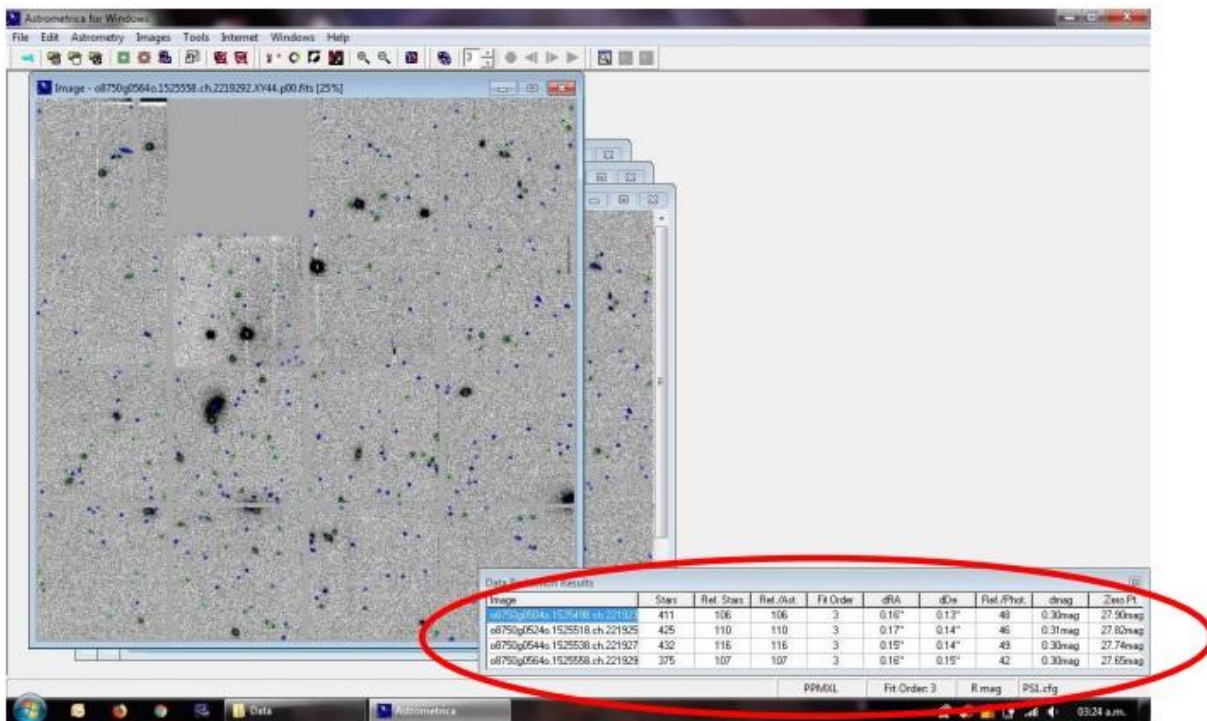 Astrometrica for Windows
File Edit Astrometry Images Tools Internet Windows Help
Image - o8750g0564o.1525558.ch.2219292.XY44.p00.fits [25%]
Data Reduction Results
Image Stars Ref. Stars Ref./Ast. Fit Order dRA dDe Ref./Phot. dmag Zero Pt.
o8750g0504o.1525498.ch.221923 411 106 106 3 0.16" 0.13" 48 0.30mag 27.90mag
o8750g0524o.1525518.ch.221925 425 110 110 3 0.17" 0.14" 46 0.31mag 27.82mag
o8750g0544o.1525538.ch.221927 432 116 116 3 0.15" 0.14" 49 0.30mag 27.74mag
o8750g0564o.1525558.ch.221929 375 107 107 3 0.16" 0.15" 42 0.30mag 27.65mag
PPMXL Fit Order: 3 R mag PS1.cfg
Data Astrometrica 03:24 a.m.